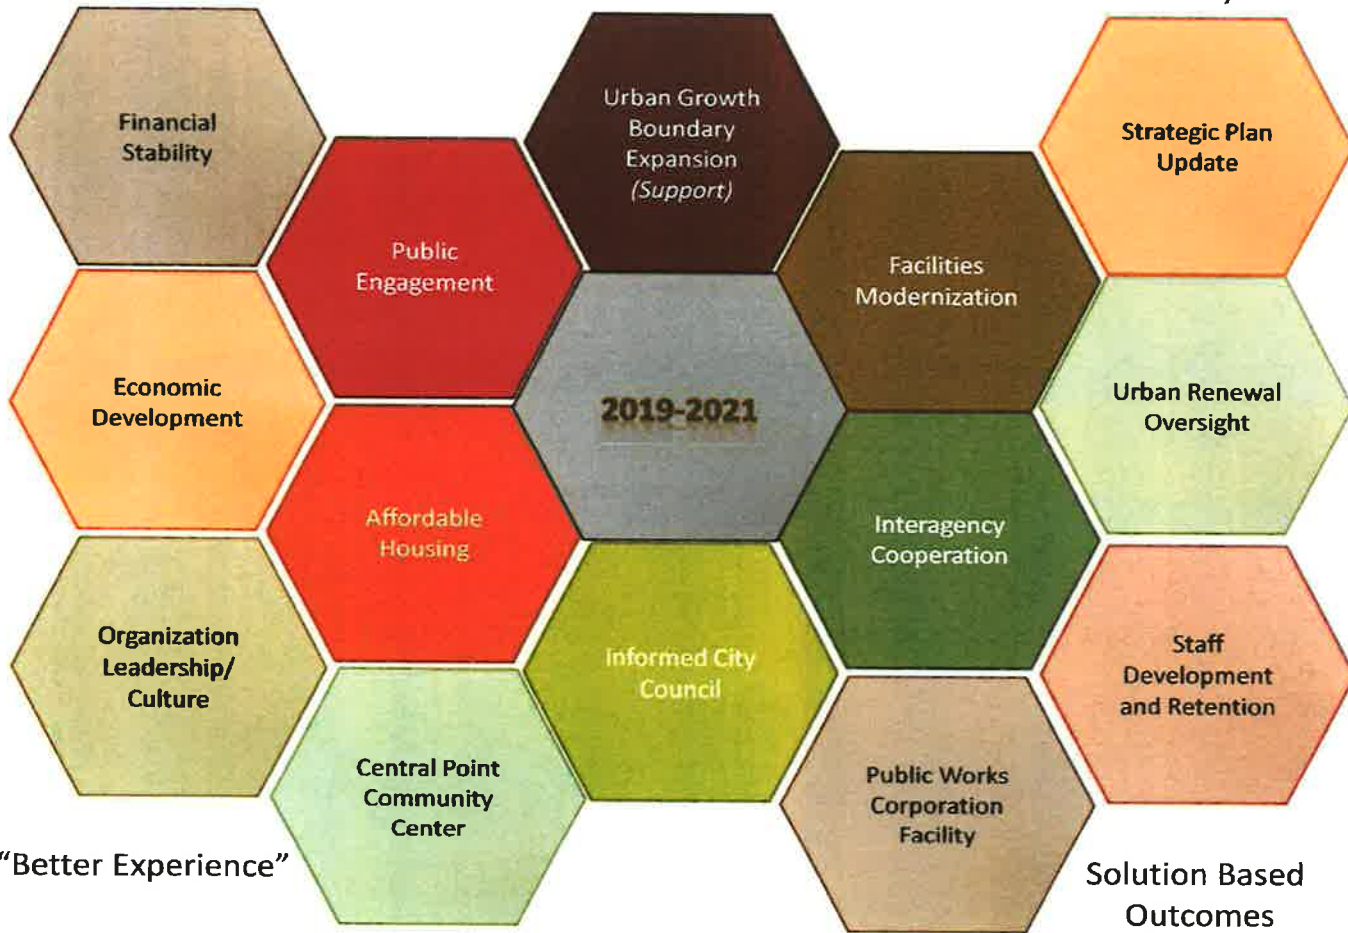 Financial
Stability
Urban Growth
Boundary
Expansion
(Support)
Strategic Plan
Update
Public
Engagement
Facilities
Modernization
Economic
Development
2019-2021
Urban Renewal
Oversight
Affordable
Housing
Interagency
Cooperation
Organization
Leadership/
Culture
Informed City
Council
Staff
Development
and Retention
Central Point
Community
Center
Public Works
Corporation
Facility
"Better Experience"
Solution Based
Outcomes